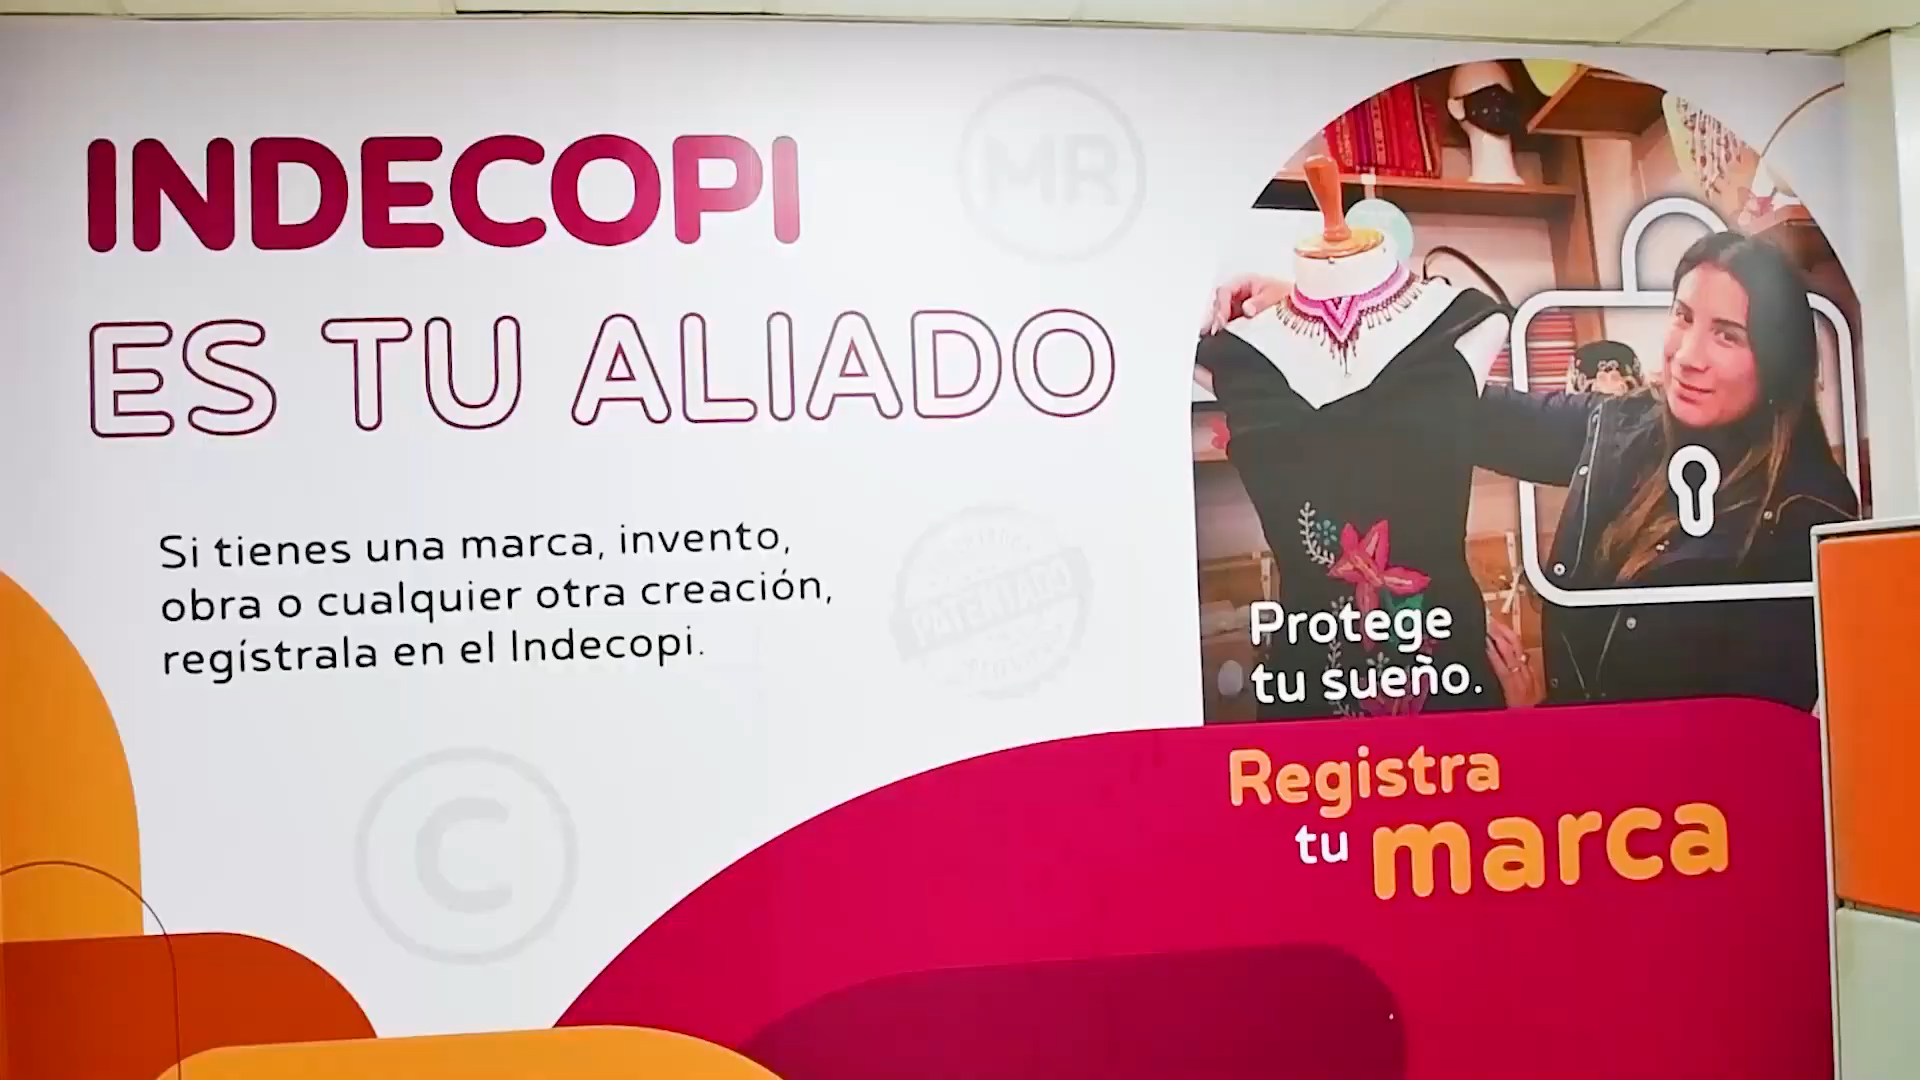 INDECOPI
ES TU ALIADO
MR
Si tienes una marca, invento,
obra o cualquier otra creación,
regístrala en el Indecopi.
PATENTADO
C
Protege
tu sueño.
Registra
tu marca